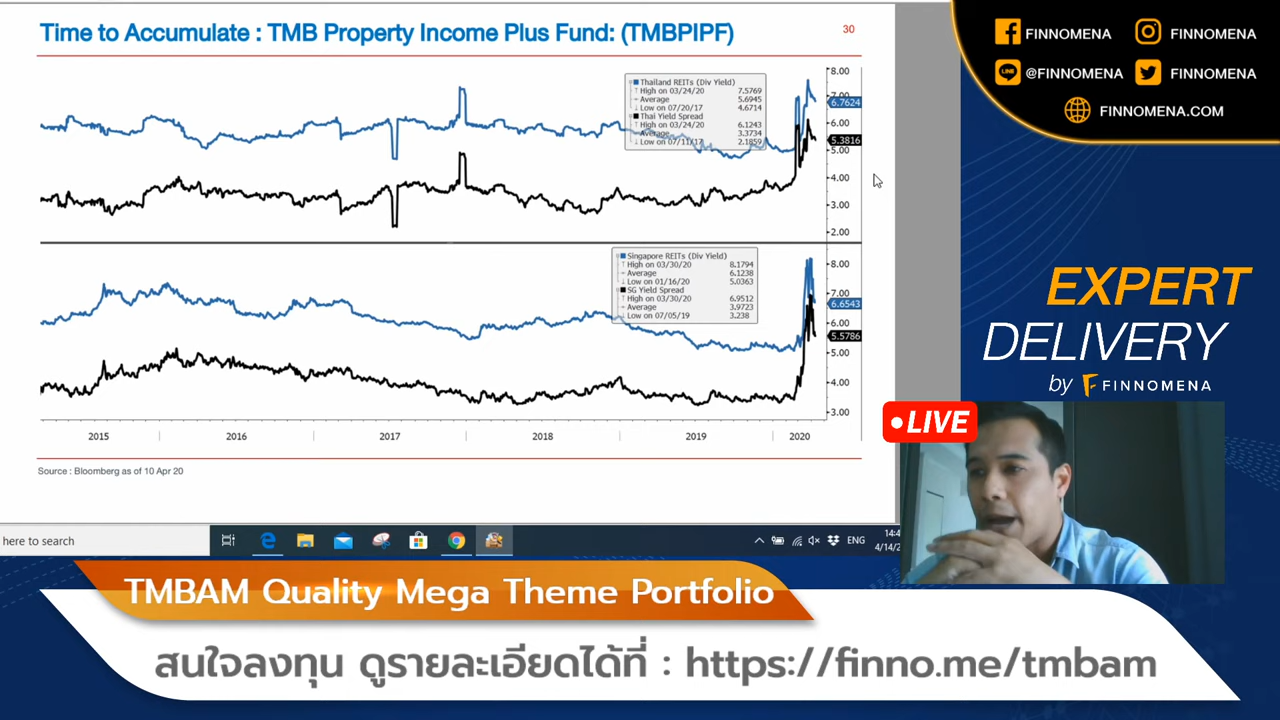 Time to Accumulate : TMB Property Income Plus Fund: (TMBPIPF)
30
FINNOMENA
FINNOMENA
@FINNOMENA
FINNOMENA
FINNOMENA.COM
Thailand REITs (Div Yield)
High on 03/24/20 7.5769
Average 5.6945
Low on 07/20/17 4.6714
Thai Yield Spread
High on 03/24/20 6.1243
Average 3.3734
Low on 07/11/17 2.1859
8.00
7.00
6.7624
6.00
5.3816
5.00
4.00
3.00
2.00
Singapore REITs (Div Yield)
High on 03/30/20 8.1794
Average 6.1238
Low on 01/16/20 5.0363
SG Yield Spread
High on 03/30/20 6.9512
Average 3.9723
Low on 07/05/19 3.238
8.00
7.00
6.6543
6.00
5.5786
5.00
4.00
3.00
2015 2016 2017 2018 2019 2020
Source : Bloomberg as of 10 Apr 20
EXPERT
DELIVERY
by FINNOMENA
LIVE
here to search
ENG
TMBAM Quality Mega Theme Portfolio
สนใจลงทุน ดูรายละเอียดได้ที่ : https://finno.me/tmbam